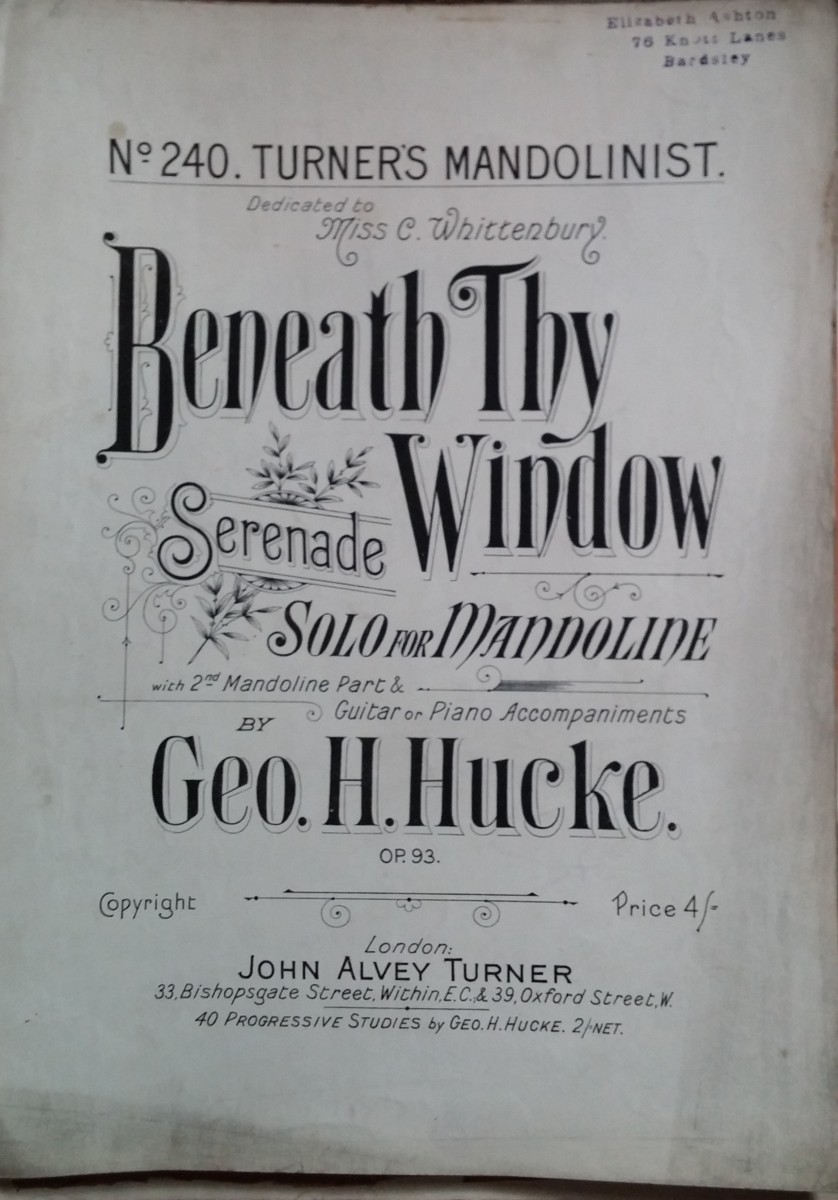 Elizabeth Ashton
76 Knott Lanes
Bardsley
Nº 240. TURNER'S MANDOLINIST.
Dedicated to
Miss C. Whittenbury.
Beneath Thy
Window
Serenade
SOLO FOR MANDOLINE
with 2nd Mandoline Part &
Guitar or Piano Accompaniments
BY
Geo. H. Hucke.
OP. 93.
Copyright
Price 4/-
London:
JOHN ALVEY TURNER
33, Bishopsgate Street, Within, E.C., & 39, Oxford Street, W.
40 PROGRESSIVE STUDIES by GEO. H. HUCKE. 2/- NET.